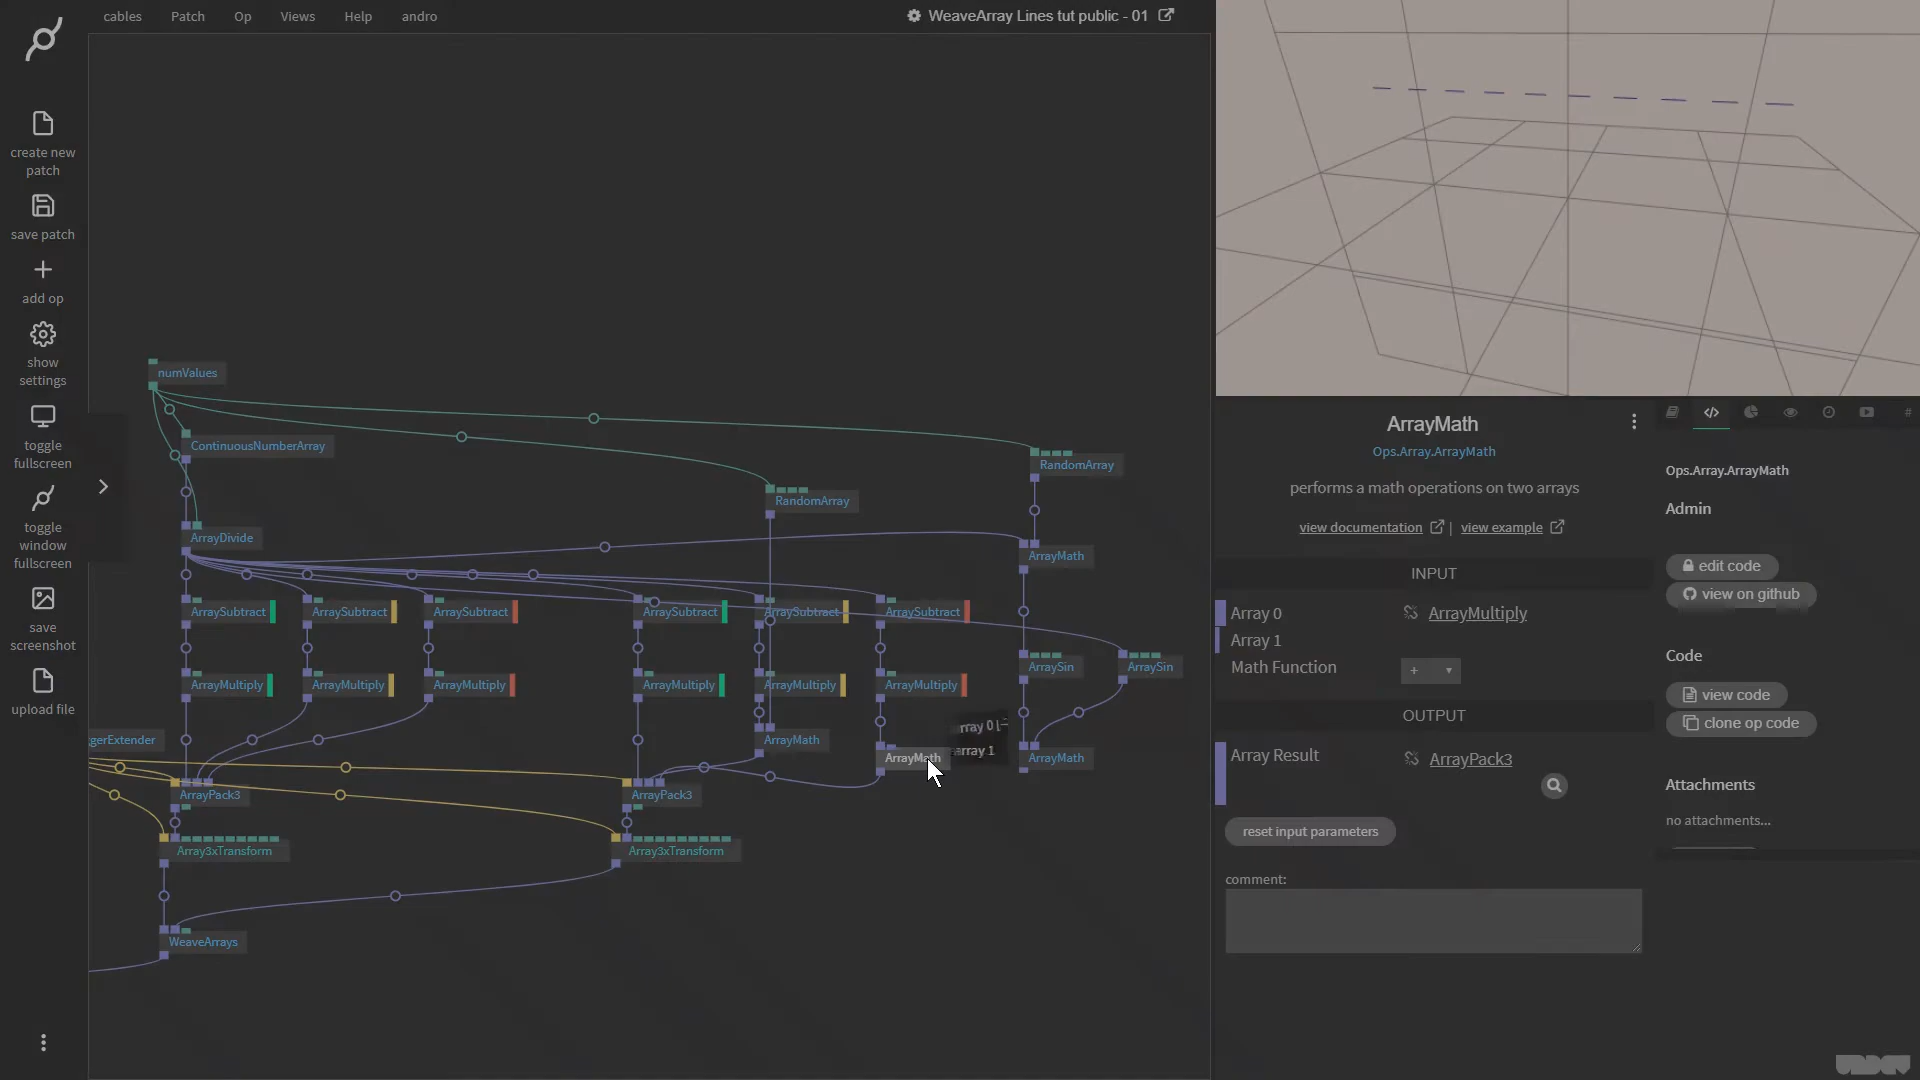 cables
Patch
Op
Views
Help
andro
WeaveArray Lines tut public - 01
create new
patch
save patch
add op
show
settings
toggle
fullscreen
toggle
window
fullscreen
save
screenshot
upload file
numValues
ContinuousNumberArray
RandomArray
RandomArray
ArrayDivide
ArrayMath
ArraySubtract
ArraySubtract
ArraySubtract
ArraySubtract
ArraySubtract
ArraySubtract
ArraySin
ArraySin
ArrayMultiply
ArrayMultiply
ArrayMultiply
ArrayMultiply
ArrayMultiply
ArrayMultiply
gerExtender
ArrayMath
array 1
ArrayMath
ArrayMath
ArrayPack3
ArrayPack3
Array3xTransform
Array3xTransform
WeaveArrays
ArrayMath
Ops.Array.ArrayMath
performs a math operations on two arrays
view documentation | view example
INPUT
Array 0 ArrayMultiply
Array 1
Math Function +
OUTPUT
Array Result ArrayPack3
reset input parameters
comment:
#
Ops.Array.ArrayMath
Admin
edit code
view on github
Code
view code
clone op code
Attachments
no attachments...